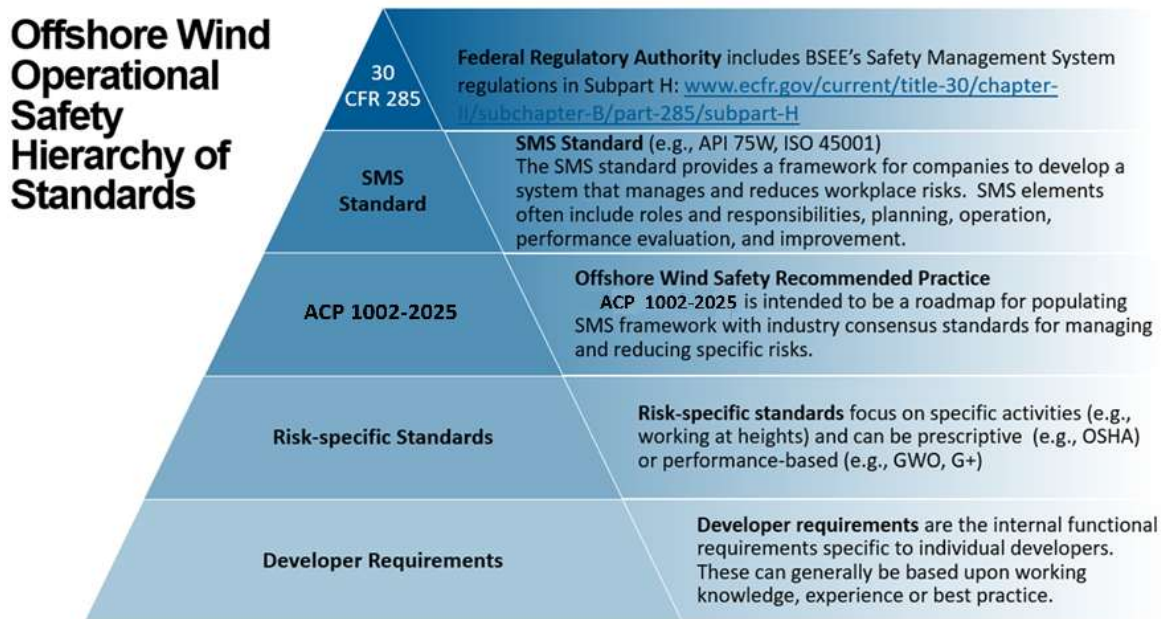 Offshore Wind
Operational
Safety
Hierarchy of
Standards
30
CFR 285
Federal Regulatory Authority includes BSEE's Safety Management System
regulations in Subpart H: www.ecfr.gov/current/title-30/chapter-
II/subchapter-B/part-285/subpart-H
SMS
Standard
SMS Standard (e.g., API 75W, ISO 45001)
The SMS standard provides a framework for companies to develop a
system that manages and reduces workplace risks. SMS elements
often include roles and responsibilities, planning, operation,
performance evaluation, and improvement.
ACP 1002-2025
Offshore Wind Safety Recommended Practice
ACP 1002-2025 is intended to be a roadmap for populating
SMS framework with industry consensus standards for managing
and reducing specific risks.
Risk-specific Standards
Risk-specific standards focus on specific activities (e.g.,
working at heights) and can be prescriptive (e.g., OSHA)
or performance-based (e.g., GWO, G+)
Developer Requirements
Developer requirements are the internal functional
requirements specific to individual developers.
These can generally be based upon working
knowledge, experience or best practice.